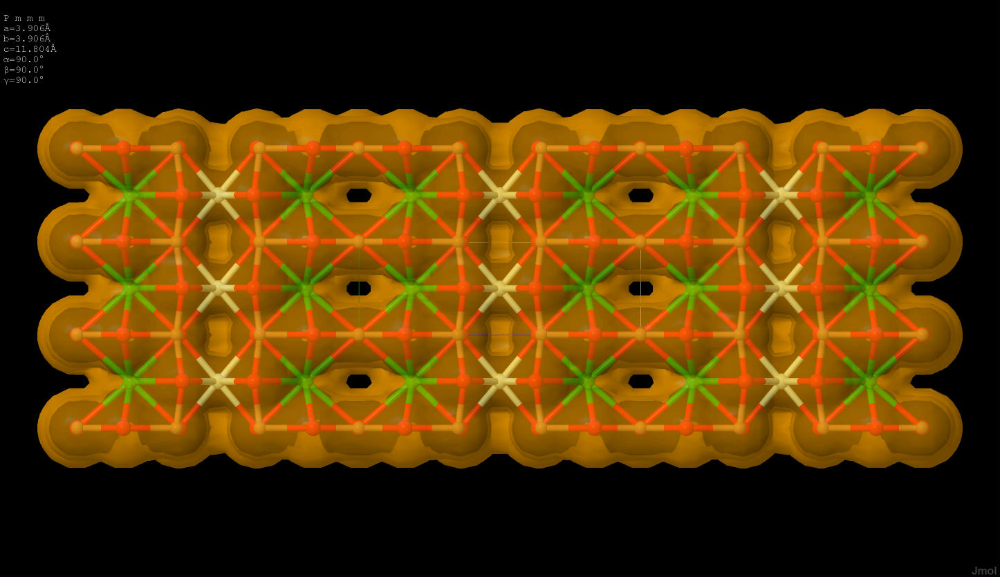 P m m m
a=3.906Å
b=3.906Å
c=11.804Å
α=90.0°
β=90.0°
γ=90.0°
Jmol